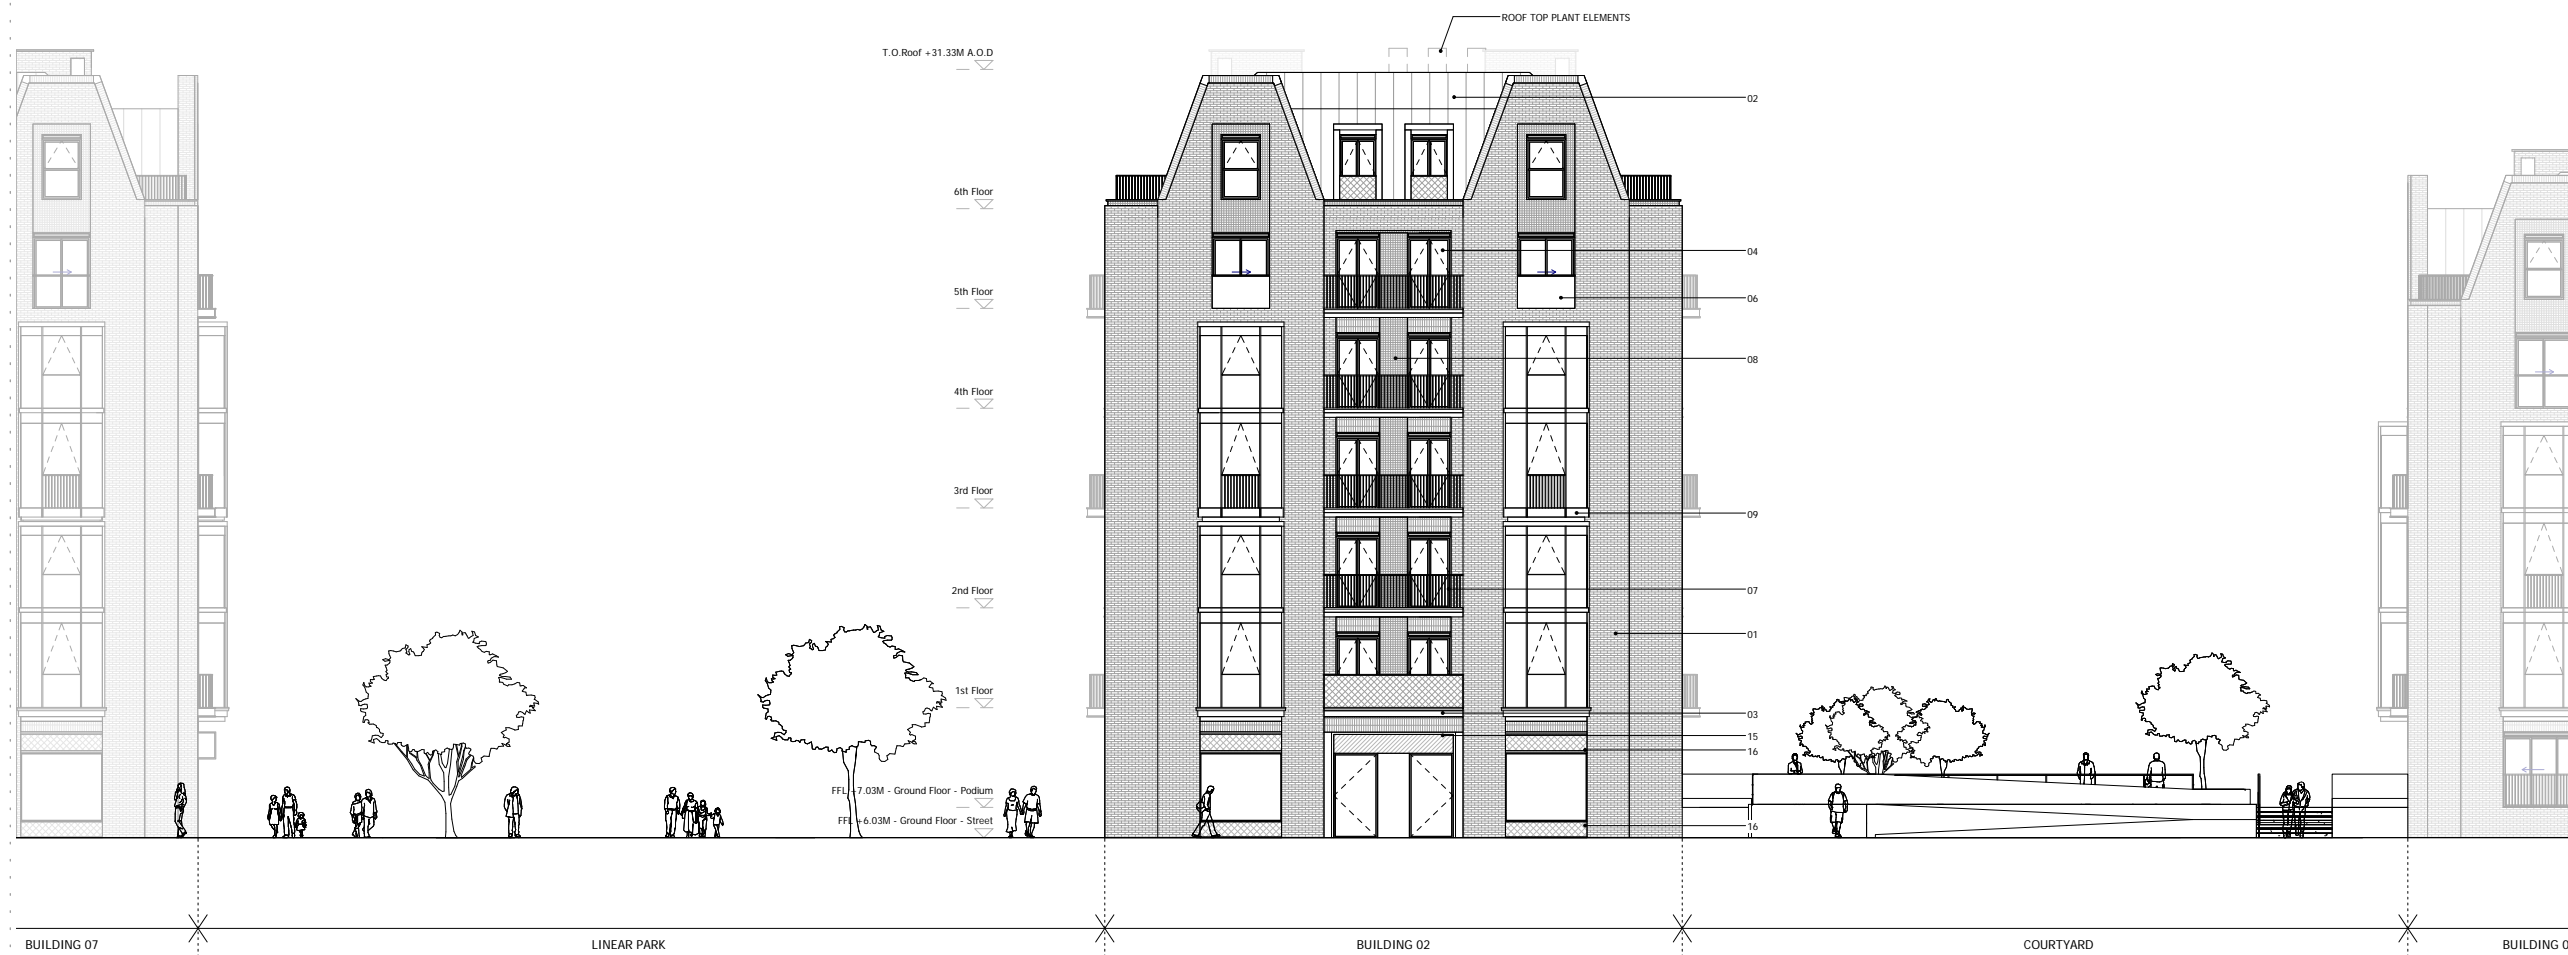 ROOF TOP PLANT ELEMENTS
T.O.Roof +31.33M A.O.D
02
6th Floor
04
5th Floor
06
08
4th Floor
3rd Floor
09
2nd Floor
07
01
1st Floor
03
15
16
FFL +7.03M - Ground Floor - Podium
FFL +6.03M - Ground Floor - Street
16
BUILDING 07
LINEAR PARK
BUILDING 02
COURTYARD
BUILDING 0